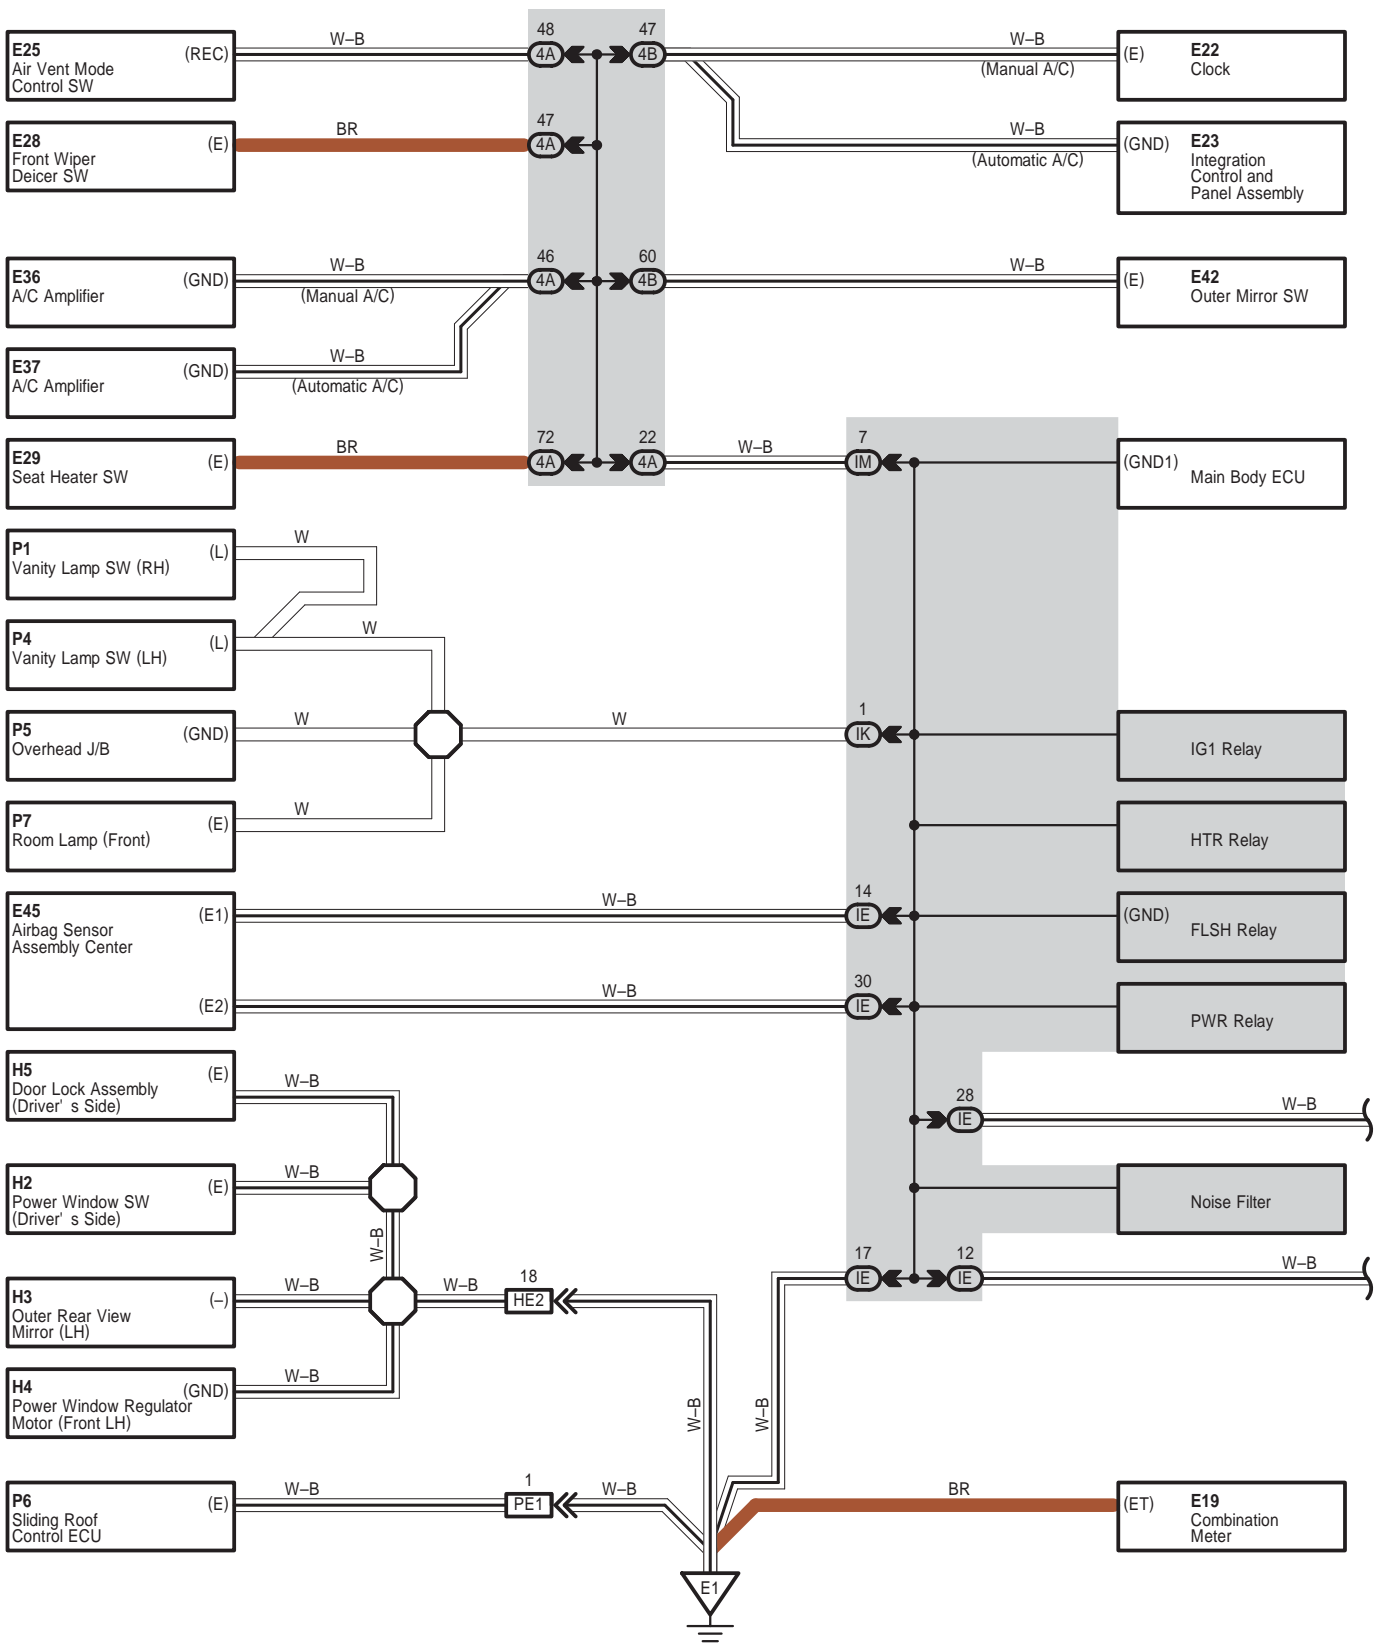 E25
(REC)
Air Vent Mode
Control SW
W–B
48
4A
47
4B
W–B
(Manual A/C)
(E)
E22
Clock
E28
(E)
Front Wiper
Deicer SW
BR
47
4A
W–B
(Automatic A/C)
(GND)
E23
Integration
Control and
Panel Assembly
E36
(GND)
A/C Amplifier
W–B
(Manual A/C)
46
4A
60
4B
W–B
(E)
E42
Outer Mirror SW
E37
(GND)
A/C Amplifier
W–B
(Automatic A/C)
E29
(E)
Seat Heater SW
BR
72
4A
22
4A
W–B
7
IM
(GND1)
Main Body ECU
P1
(L)
Vanity Lamp SW (RH)
W
P4
(L)
Vanity Lamp SW (LH)
W
P5
(GND)
Overhead J/B
W
W
1
IK
IG1 Relay
P7
(E)
Room Lamp (Front)
W
HTR Relay
E45
(E1)
Airbag Sensor
Assembly Center
W–B
14
IE
(GND)
FLSH Relay
(E2)
W–B
30
IE
PWR Relay
H5
(E)
Door Lock Assembly
(Driver' s Side)
W–B
28
IE
W–B
H2
(E)
Power Window SW
(Driver' s Side)
W–B
W–B
Noise Filter
H3
(–)
Outer Rear View
Mirror (LH)
W–B
W–B
18
HE2
17
IE
12
IE
W–B
H4
(GND)
Power Window Regulator
Motor (Front LH)
W–B
W–B
W–B
P6
(E)
Sliding Roof
Control ECU
W–B
1
PE1
W–B
BR
(ET)
E19
Combination
Meter
E1